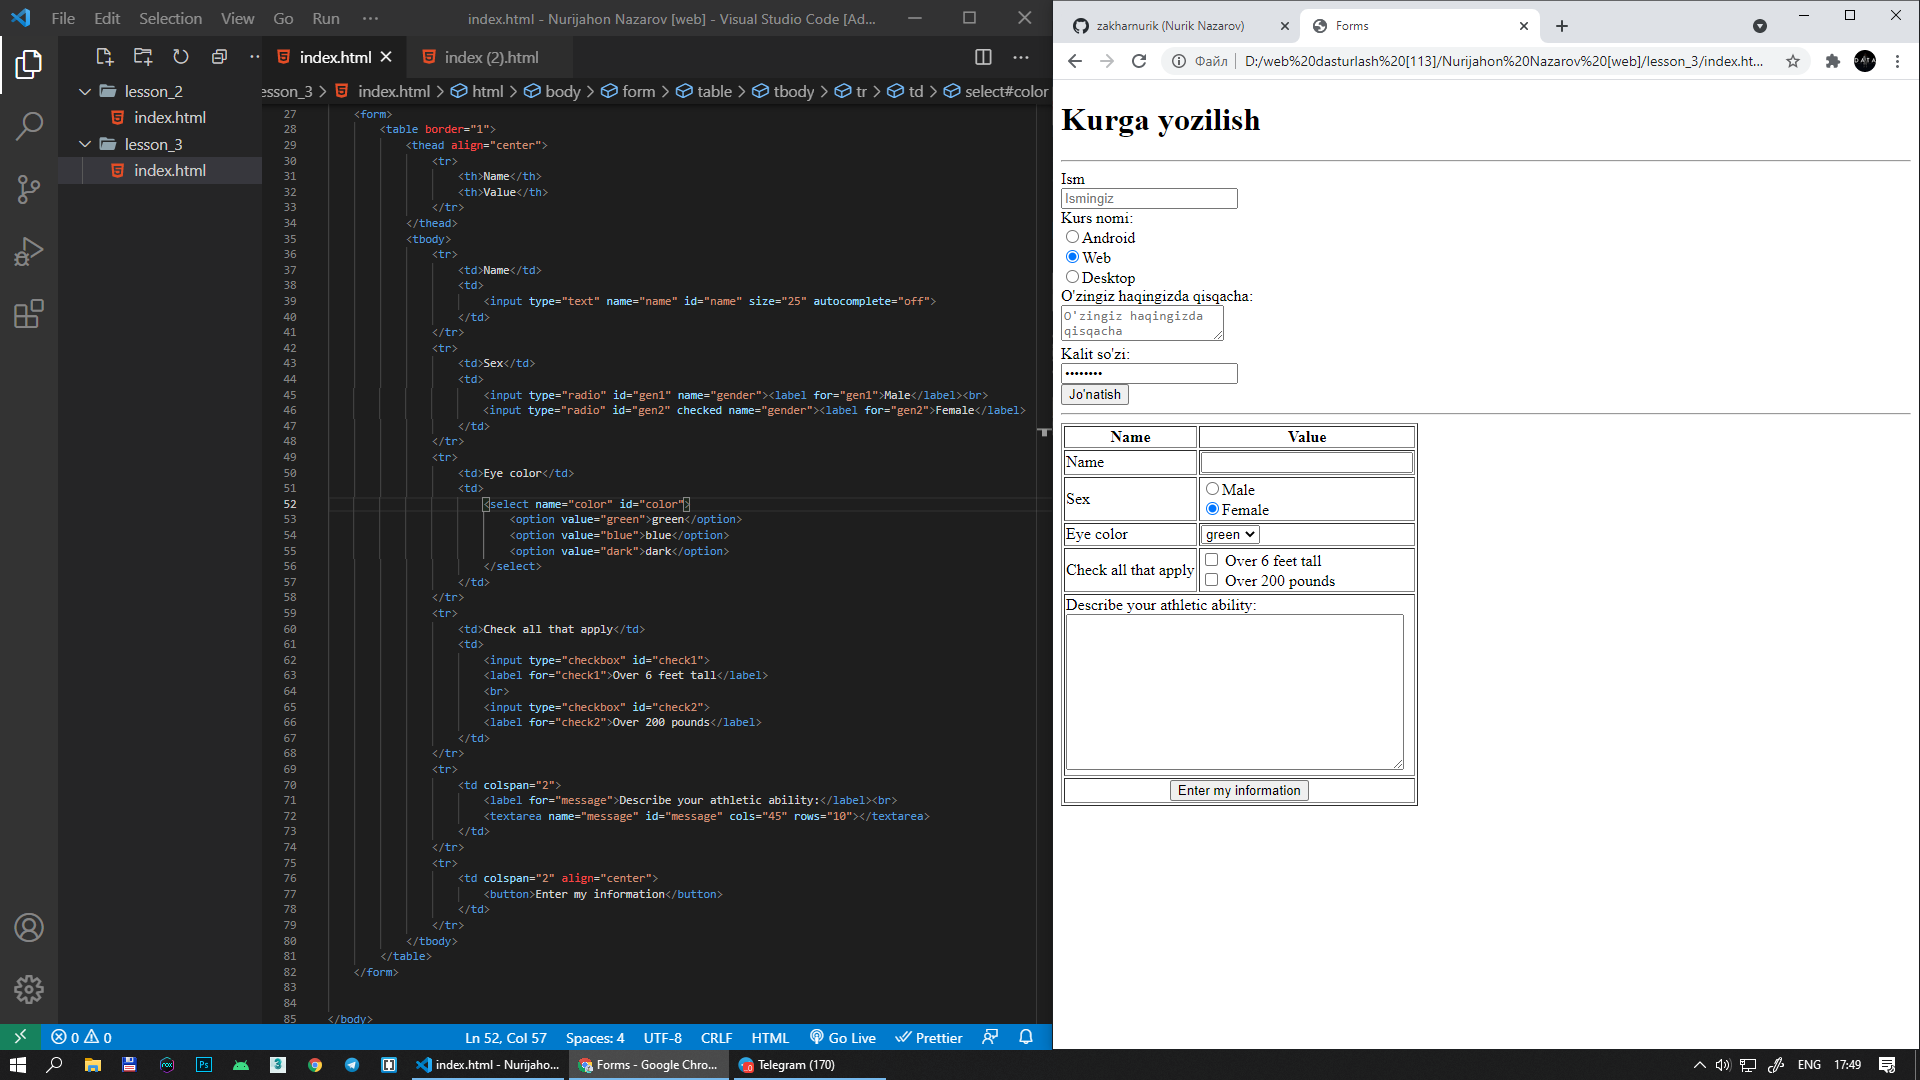 File Edit Selection View Go Run ···
index.html - Nurijahon Nazarov [web] - Visual Studio Code [Ad...
lesson_2
index.html
lesson_3
index.html
index.html
index (2).html
esson_3 > index.html > html > body > form > table > tbody > tr > td > select#color
27 <form>
28 <table border="1">
29 <thead align="center">
30 <tr>
31 <th>Name</th>
32 <th>Value</th>
33 </tr>
34 </thead>
35 <tbody>
36 <tr>
37 <td>Name</td>
38 <td>
39 <input type="text" name="name" id="name" size="25" autocomplete="off">
40 </td>
41 </tr>
42 <tr>
43 <td>Sex</td>
44 <td>
45 <input type="radio" id="gen1" name="gender"><label for="gen1">Male</label><br>
46 <input type="radio" id="gen2" checked name="gender"><label for="gen2">Female</label>
47 </td>
48 </tr>
49 <tr>
50 <td>Eye color</td>
51 <td>
52 <select name="color" id="color">
53 <option value="green">green</option>
54 <option value="blue">blue</option>
55 <option value="dark">dark</option>
56 </select>
57 </td>
58 </tr>
59 <tr>
60 <td>Check all that apply</td>
61 <td>
62 <input type="checkbox" id="check1">
63 <label for="check1">Over 6 feet tall</label>
64 <br>
65 <input type="checkbox" id="check2">
66 <label for="check2">Over 200 pounds</label>
67 </td>
68 </tr>
69 <tr>
70 <td colspan="2">
71 <label for="message">Describe your athletic ability:</label><br>
72 <textarea name="message" id="message" cols="45" rows="10"></textarea>
73 </td>
74 </tr>
75 <tr>
76 <td colspan="2" align="center">
77 <button>Enter my information</button>
78 </td>
79 </tr>
80 </tbody>
81 </table>
82 </form>
83
84
85 </body>
0 0
Ln 52, Col 57 Spaces: 4 UTF-8 CRLF HTML Go Live Prettier
zakharnurik (Nurik Nazarov)
Forms
Файл | D:/web%20dasturlash%20[113]/Nurijahon%20Nazarov%20[web]/lesson_3/index.ht...
DATA
Kurga yozilish
Ism
Ismingiz
Kurs nomi:
Android
Web
Desktop
O'zingiz haqingizda qisqacha:
O'zingiz haqingizda
qisqacha
Kalit so'zi:
••••••••
Jo'natish
Name Value
Name
Sex
Male
Female
Eye color green
Check all that apply
Over 6 feet tall
Over 200 pounds
Describe your athletic ability:
Enter my information
index.html - Nurijaho...
Forms - Google Chro...
Telegram (170)
ENG 17:49